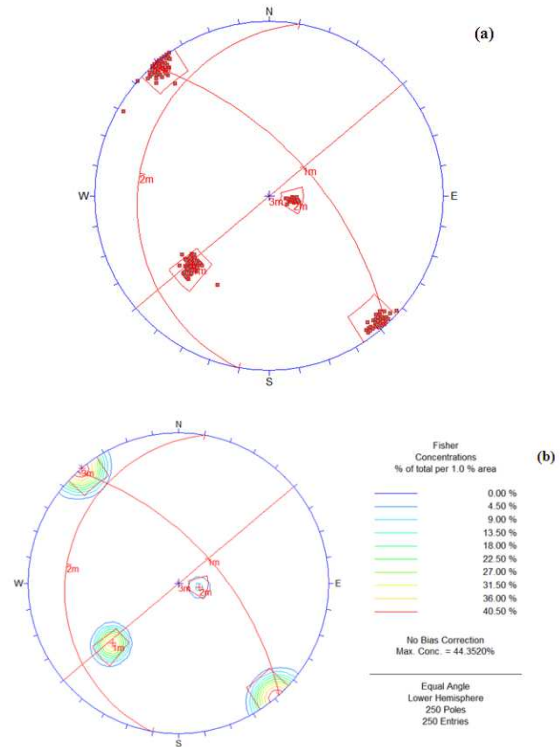 N
(a)
1m
2m
W
3m
2m
E
1m
S
(b)
N
3m
1m
2m
W
3m
2m
E
1m
S
Fisher
Concentrations
% of total per 1.0 % area
0.00 %
4.50 %
9.00 %
13.50 %
18.00 %
22.50 %
27.00 %
31.50 %
36.00 %
40.50 %
No Bias Correction
Max. Conc. = 44.3520%
Equal Angle
Lower Hemisphere
250 Poles
250 Entries